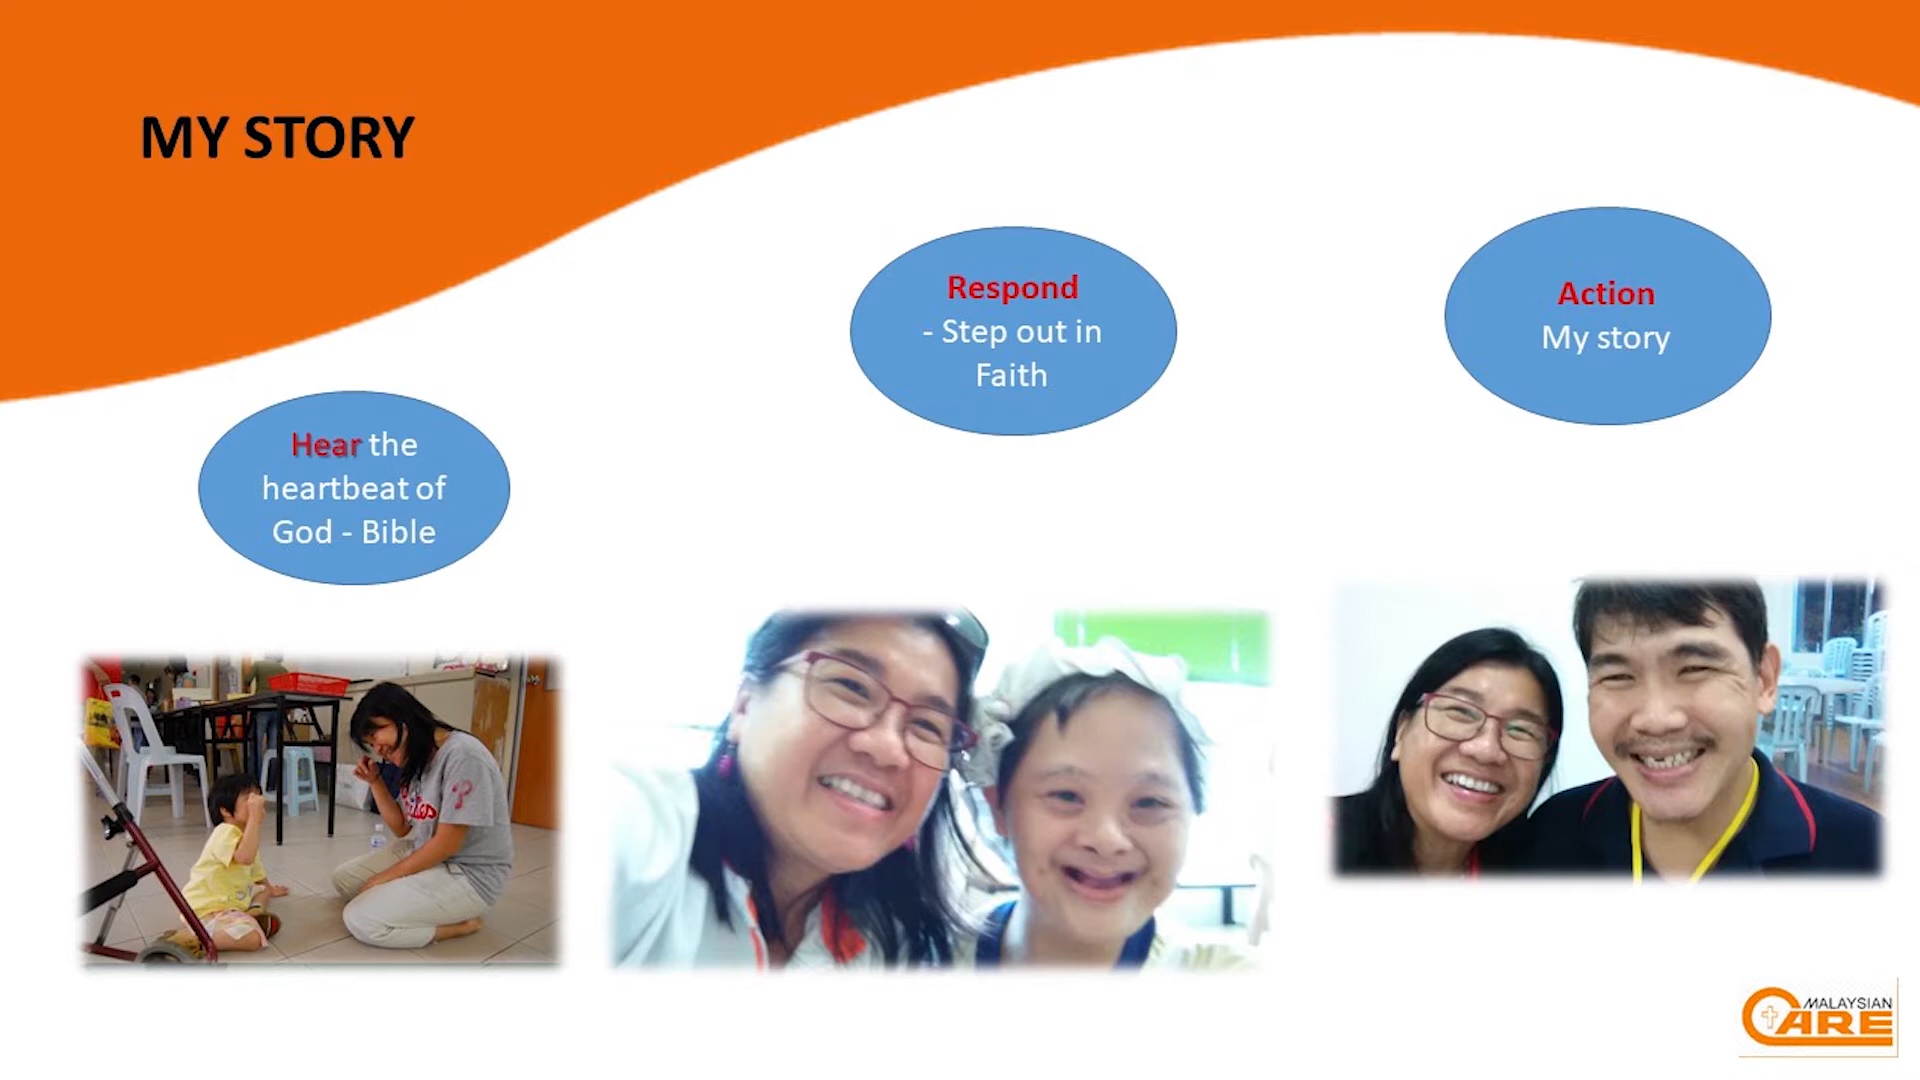 MY STORY
Hear the
heartbeat of
God - Bible
Respond
- Step out in
Faith
Action
My story
MALAYSIAN
CARE